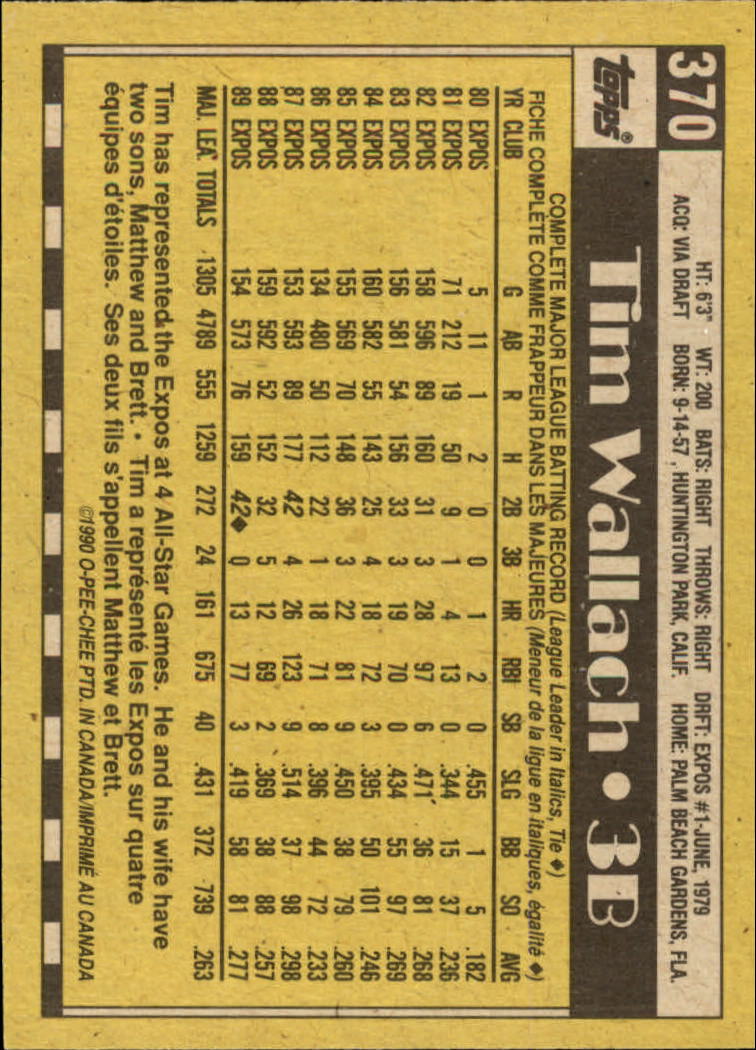 370
HT: 6'3" WT: 200 BATS: RIGHT THROWS: RIGHT DRFT: EXPOS #1-JUNE, 1979
ACQ: VIA DRAFT BORN: 9-14-57, HUNTINGTON PARK, CALIF. HOME: PALM BEACH GARDENS, FLA.
topps® Tim Wallach • 3B
COMPLETE MAJOR LEAGUE BATTING RECORD (League Leader in Italics, Tie ◆)
FICHE COMPLÈTE COMME FRAPPEUR DANS LES MAJEURES (Meneur de la ligue en italiques, égalité ◆)
YR CLUB G AB R H 2B 3B HR RBI SB SLG BB SO AVG
80 EXPOS 5 11 1 2 0 0 1 2 0 .455 1 5 .182
81 EXPOS 71 212 19 50 9 1 4 13 0 .344 15 37 .236
82 EXPOS 158 596 89 160 31 3 28 97 6 .471 36 81 .268
83 EXPOS 156 581 54 156 33 3 19 70 0 .434 55 97 .269
84 EXPOS 160 582 55 143 25 4 18 72 3 .395 50 101 .246
85 EXPOS 155 569 70 148 36 3 22 81 9 .450 38 79 .260
86 EXPOS 134 480 50 112 22 1 18 71 8 .396 44 72 .233
87 EXPOS 153 593 89 177 42 4 26 123 9 .514 37 98 .298
88 EXPOS 159 592 52 152 32 5 12 69 2 .369 38 88 .257
89 EXPOS 154 573 76 159 42◆ 0 13 77 3 .419 58 81 .277
MAJ. LEA. TOTALS 1305 4789 555 1259 272 24 161 675 40 .431 372 739 .263
Tim has represented the Expos at 4 All-Star Games. He and his wife have
two sons, Matthew and Brett. • Tim a représenté les Expos sur quatre
équipes d'étoiles. Ses deux fils s'appellent Matthew et Brett.
©1990 O-PEE-CHEE PTD. IN CANADA/IMPRIMÉ AU CANADA